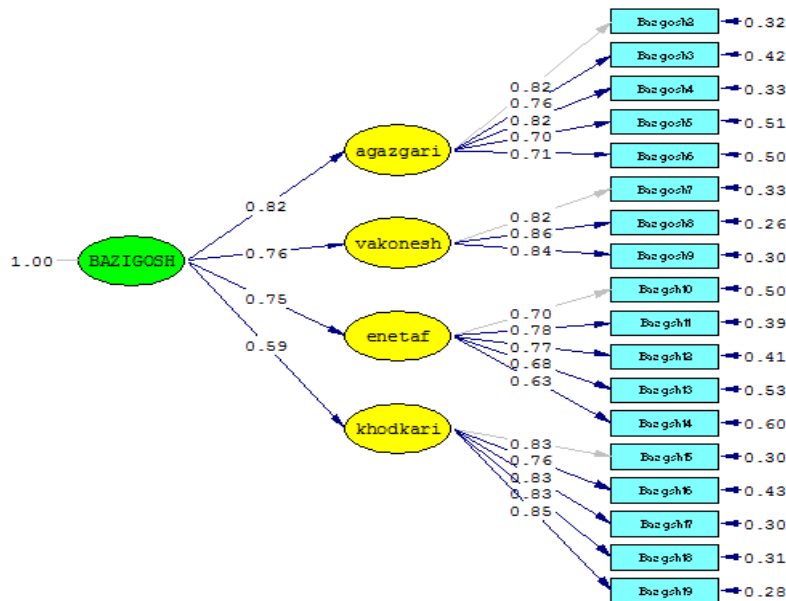 Bazgosh2 0.32
Bazgosh3 0.42
0.82
Bazgosh4 0.33
0.76
0.82
Bazgosh5 0.51
0.70
agazgari
0.71
Bazgosh6 0.50
Bazgosh7 0.33
0.82
0.82
Bazgosh8 0.26
0.86
vakonesh
0.76
0.84
Bazgosh9 0.30
1.00 BAZIGOSH
Bazgsh10 0.50
0.75
0.70
Bazgsh11 0.39
0.78
enetaf
0.59
0.77
Bazgsh12 0.41
0.68
0.63
Bazgsh13 0.53
Bazgsh14 0.60
khodkari
0.83
Bazgsh15 0.30
0.76
0.83
Bazgsh16 0.43
0.83
0.85
Bazgsh17 0.30
Bazgsh18 0.31
Bazgsh19 0.28